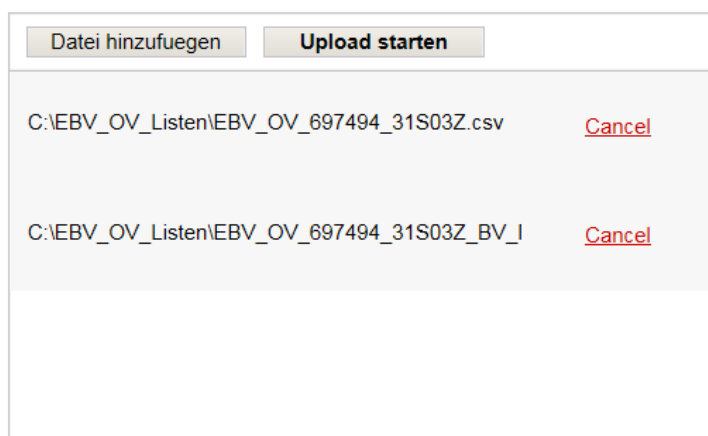 Datei hinzufuegen Upload starten
C:\EBV_OV_Listen\EBV_OV_697494_31S03Z.csv Cancel
C:\EBV_OV_Listen\EBV_OV_697494_31S03Z_BV_I Cancel